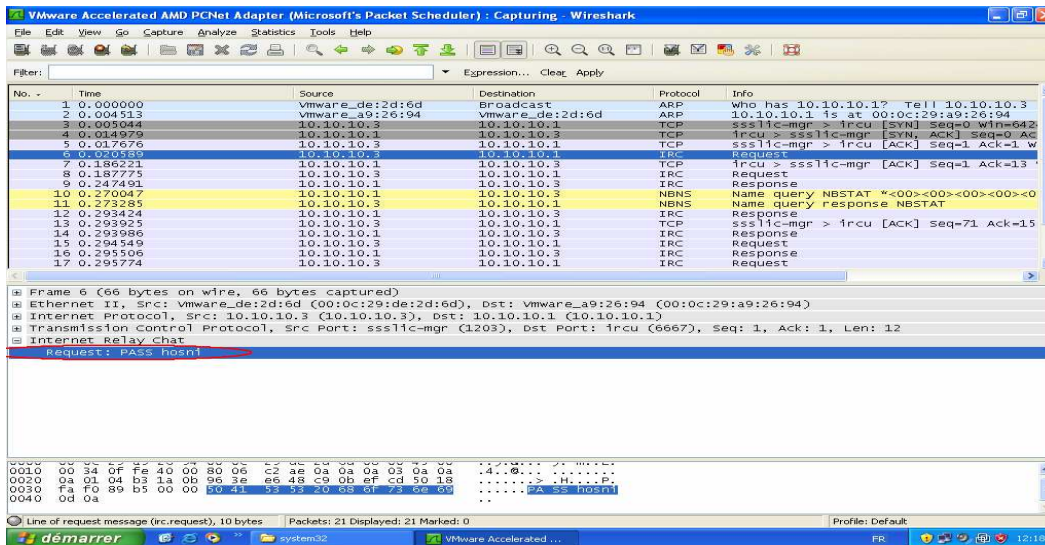 VMware Accelerated AMD PCNet Adapter (Microsoft's Packet Scheduler) : Capturing - Wireshark
File Edit View Go Capture Analyze Statistics Tools Help
Filter: Expression... Clear Apply
No. - Time Source Destination Protocol Info
1 0.000000 Vmware_de:2d:6d Broadcast ARP Who has 10.10.10.1? Tell 10.10.10.3
2 0.004513 Vmware_a9:26:94 Vmware_de:2d:6d ARP 10.10.10.1 is at 00:0c:29:a9:26:94
3 0.005044 10.10.10.3 10.10.10.1 TCP ssslic-mgr > ircu [SYN] Seq=0 Win=642
4 0.014979 10.10.10.1 10.10.10.3 TCP ircu > ssslic-mgr [SYN, ACK] Seq=0 Ac
5 0.017676 10.10.10.3 10.10.10.1 TCP ssslic-mgr > ircu [ACK] Seq=1 Ack=1 W
6 0.020589 10.10.10.3 10.10.10.1 IRC Request
7 0.186221 10.10.10.1 10.10.10.3 TCP ircu > ssslic-mgr [ACK] Seq=1 Ack=13
8 0.187775 10.10.10.3 10.10.10.1 IRC Request
9 0.247491 10.10.10.1 10.10.10.3 IRC Response
10 0.270047 10.10.10.1 10.10.10.3 NBNS Name query NBSTAT *<00><00><00><00><0
11 0.273285 10.10.10.3 10.10.10.1 NBNS Name query response NBSTAT
12 0.293424 10.10.10.1 10.10.10.3 IRC Response
13 0.293925 10.10.10.3 10.10.10.1 TCP ssslic-mgr > ircu [ACK] Seq=71 Ack=15
14 0.293986 10.10.10.1 10.10.10.3 IRC Response
15 0.294549 10.10.10.3 10.10.10.1 IRC Request
16 0.295506 10.10.10.1 10.10.10.3 IRC Response
17 0.295774 10.10.10.3 10.10.10.1 IRC Request
Frame 6 (66 bytes on wire, 66 bytes captured)
Ethernet II, Src: Vmware_de:2d:6d (00:0c:29:de:2d:6d), Dst: Vmware_a9:26:94 (00:0c:29:a9:26:94)
Internet Protocol, Src: 10.10.10.3 (10.10.10.3), Dst: 10.10.10.1 (10.10.10.1)
Transmission Control Protocol, Src Port: ssslic-mgr (1203), Dst Port: ircu (6667), Seq: 1, Ack: 1, Len: 12
Internet Relay Chat
Request: PASS hosni
0010 00 34 0f fe 40 00 80 06 c2 ae 0a 0a 0a 03 0a 0a .4..@... ........
0020 0a 01 04 b3 1a 0b 96 3e e6 48 c9 0b ef cd 50 18 .......> .H....P.
0030 fa f0 89 b5 00 00 50 41 53 53 20 68 6f 73 6e 69 ......PA SS hosni
0040 0d 0a ..
Line of request message (irc.request), 10 bytes Packets: 21 Displayed: 21 Marked: 0 Profile: Default
démarrer system32 VMware Accelerated ... FR 12:18